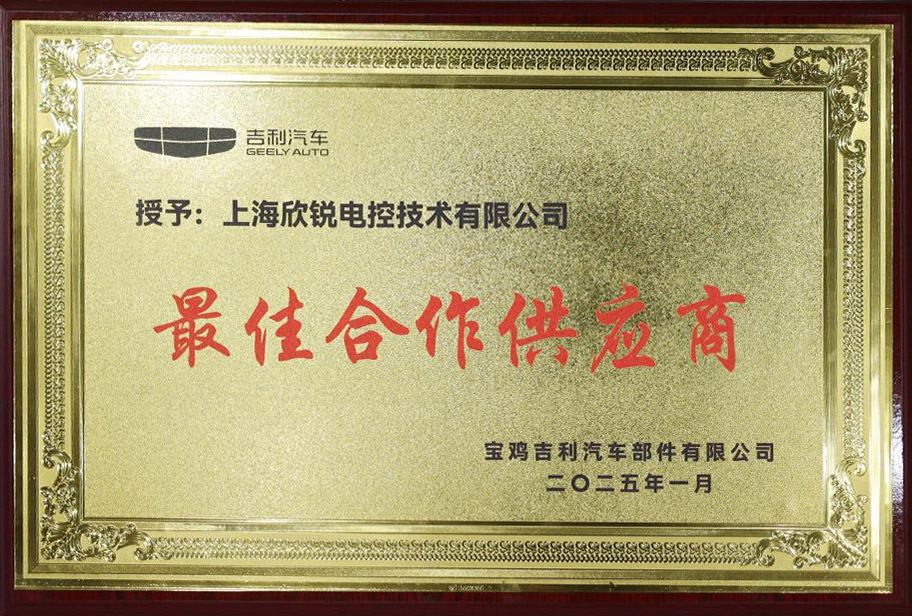 吉利汽车
GEELY AUTO
授予：上海欣锐电控技术有限公司
最佳合作供应商
宝鸡吉利汽车部件有限公司
二〇二五年一月